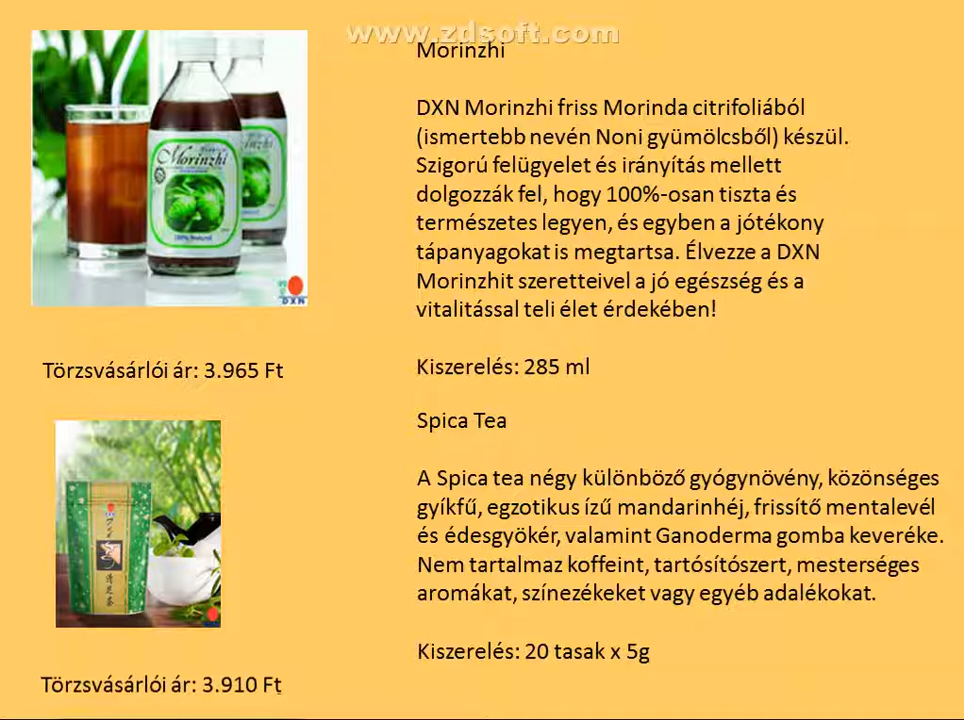 www.zdsoft.com
Morinzhi
DXN Morinzhi friss Morinda citrifoliából
(ismertebb nevén Noni gyümölcsből) készül.
Szigorú felügyelet és irányítás mellett
dolgozzák fel, hogy 100%-osan tiszta és
természetes legyen, és egyben a jótékony
tápanyagokat is megtartsa. Élvezze a DXN
Morinzhit szeretteivel a jó egészség és a
vitalitással teli élet érdekében!
Kiszerelés: 285 ml
Morinzhi
100% Natural
DXN
Törzsvásárlói ár: 3.965 Ft
Spica Tea
A Spica tea négy különböző gyógynövény, közönséges
gyíkfű, egzotikus ízű mandarinhéj, frissítő mentalevél
és édesgyökér, valamint Ganoderma gomba keveréke.
Nem tartalmaz koffeint, tartósítószert, mesterséges
aromákat, színezékeket vagy egyéb adalékokat.
Kiszerelés: 20 tasak x 5g
Törzsvásárlói ár: 3.910 Ft